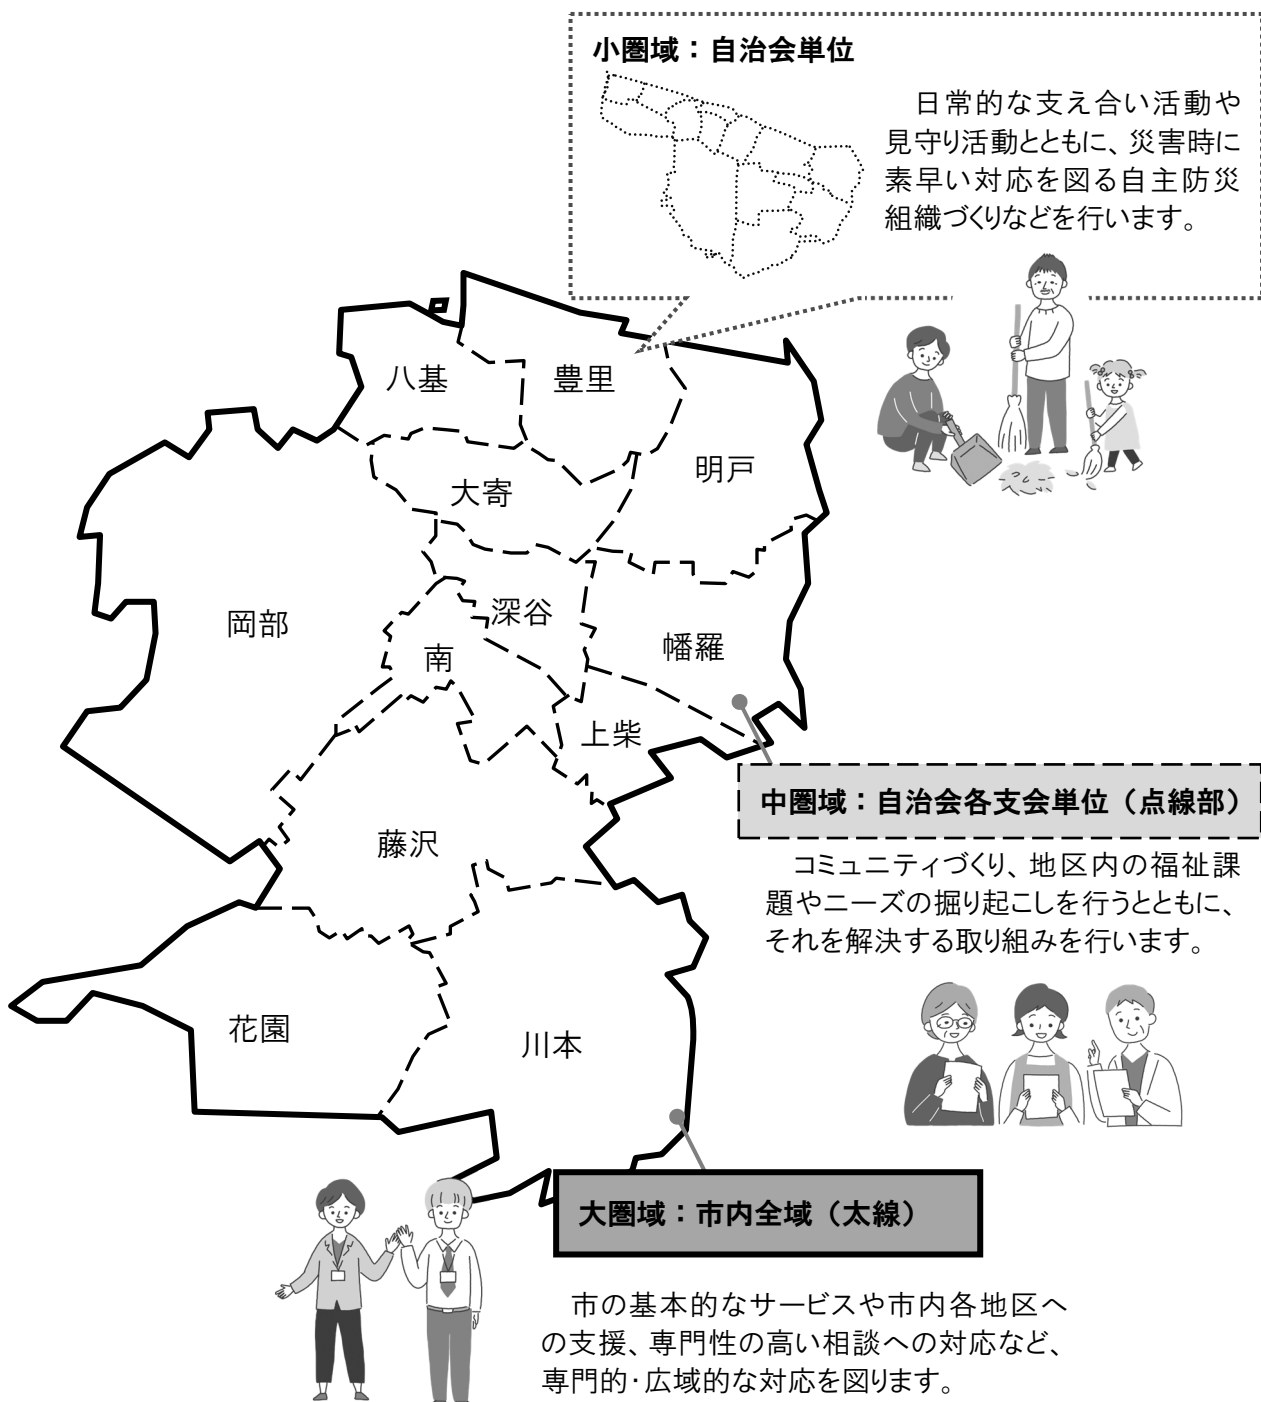 小圏域：自治会単位
日常的な支え合い活動や
見守り活動とともに、災害時に
素早い対応を図る自主防災
組織づくりなどを行います。
八基
豊里
明戸
大寄
岡部
深谷
幡羅
南
上柴
中圏域：自治会各支会単位（点線部）
藤沢
コミュニティづくり、地区内の福祉課
題やニーズの掘り起こしを行うとともに、
それを解決する取り組みを行います。
花園
川本
大圏域：市内全域（太線）
市の基本的なサービスや市内各地区へ
の支援、専門性の高い相談への対応など、
専門的・広域的な対応を図ります。